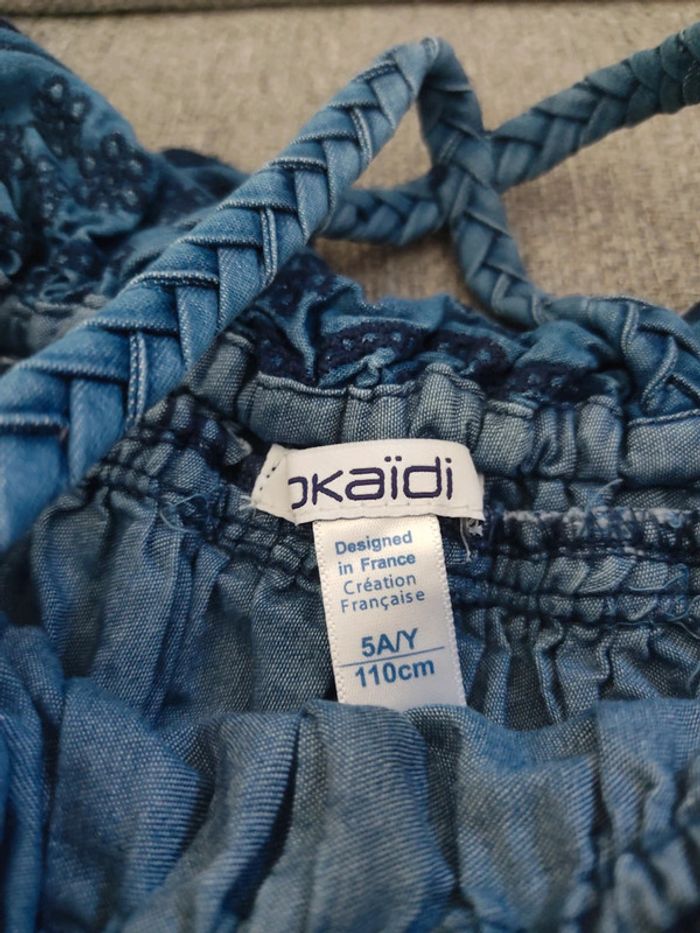 okaïdi
Designed
in France
Création
Française
5A/Y
110cm